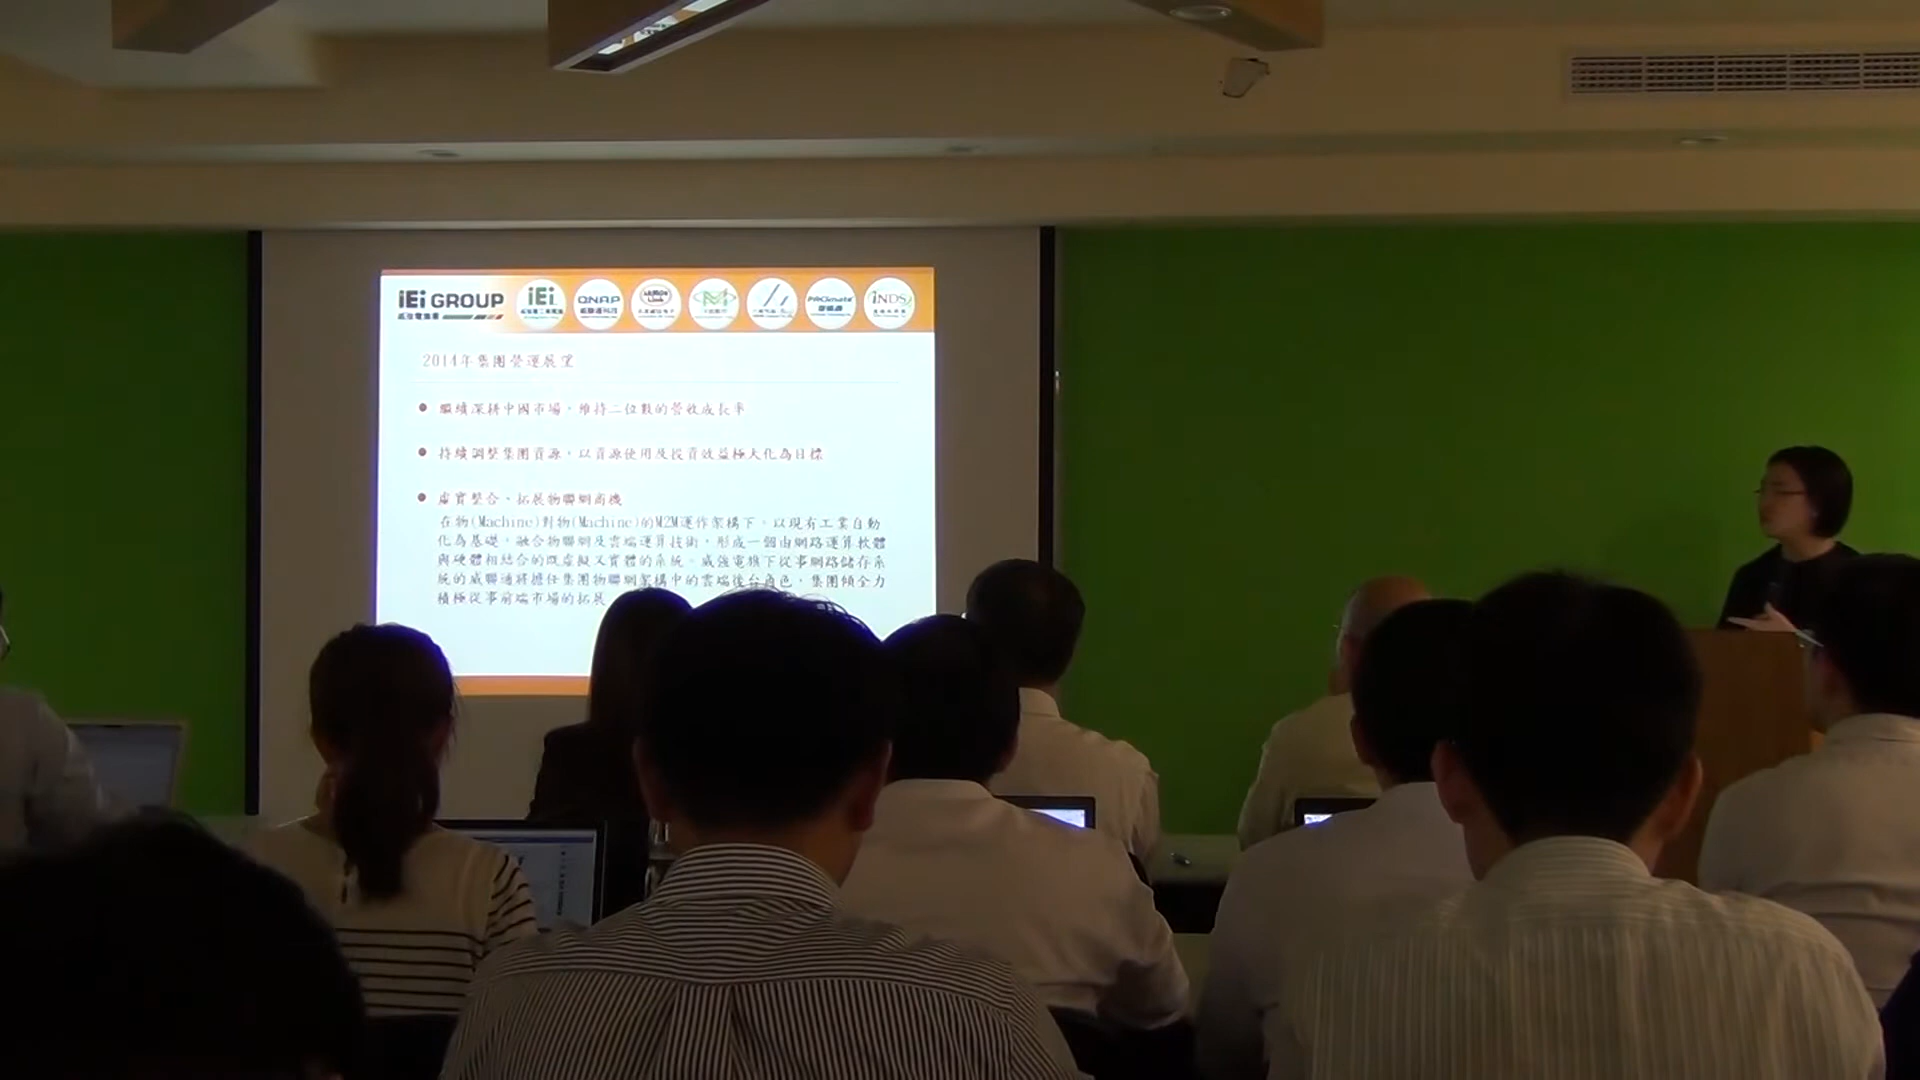 iEi GROUP
威強電集團
iEi
QNAP
威聯通科技
PACimate
iNDS
2014年集團營運展望
繼續深耕中國市場，維持二位數的營收成長率
持續調整集團資源，以資源使用及投資效益極大化為目標
虛實整合、拓展物聯網商機
在物(Machine)對物(Machine)的M2M運作架構下，以現有工業自動
化為基礎，融合物聯網及雲端運算技術，形成一個由網路運算軟體
與硬體相結合的既虛擬又實體的系統。威強電旗下從事網路儲存系
統的威聯通將擔任集團物聯網架構中的雲端後台角色，集團傾全力
積極從事前端市場的拓展